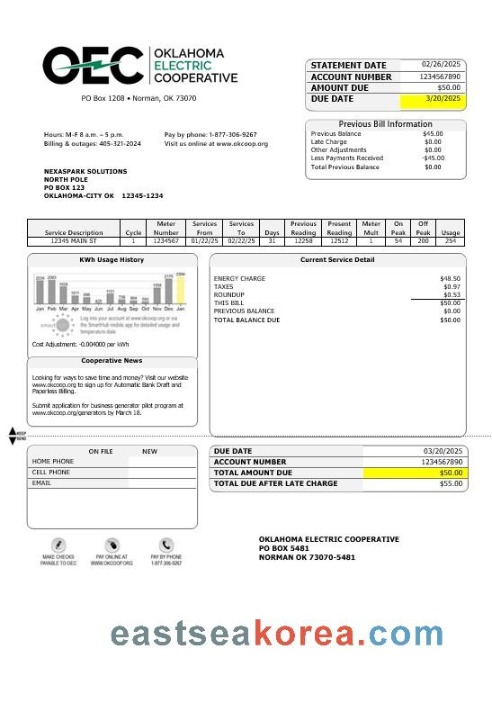 OEC OKLAHOMA
ELECTRIC
COOPERATIVE
PO Box 1208 • Norman, OK 73070
STATEMENT DATE 02/26/2025
ACCOUNT NUMBER 1234567890
AMOUNT DUE $50.00
DUE DATE 3/20/2025
Previous Bill Information
Previous Balance $45.00
Late Charge $0.00
Other Adjustments $0.00
Less Payments Received -$45.00
Total Previous Balance $0.00
Hours: M-F 8 a.m. – 5 p.m. Pay by phone: 1-877-306-9267
Billing & outages: 405-321-2024 Visit us online at www.okcoop.org
NEXASPARK SOLUTIONS
NORTH POLE
PO BOX 123
OKLAHOMA-CITY OK 12345-1234
Meter Services Services Previous Present Meter On Off
Service Description Cycle Number From To Days Reading Reading Mult Peak Peak Usage
12345 MAIN ST 1 1234567 01/22/25 02/22/25 31 12258 12512 1 54 200 254
KWh Usage History
Jan Feb Mar Apr May Jun Jul Aug Sep Oct Nov Dec Jan
Log into your account at www.okcoop.org or via
the SmartHub mobile app for detailed usage and
temperature data
Cost Adjustment: -0.004000 per kWh
Cooperative News
Looking for ways to save time and money? Visit our website
www.okcoop.org to sign up for Automatic Bank Draft and
Paperless Billing.
Submit application for business generator pilot program at
www.okcoop.org/generators by March 18.
Current Service Detail
ENERGY CHARGE $48.50
TAXES $0.97
ROUNDUP $0.53
THIS BILL $50.00
PREVIOUS BALANCE $0.00
TOTAL BALANCE DUE $50.00
KEEP
SEND
ON FILE NEW
HOME PHONE
CELL PHONE
EMAIL
DUE DATE 03/20/2025
ACCOUNT NUMBER 1234567890
TOTAL AMOUNT DUE $50.00
TOTAL DUE AFTER LATE CHARGE $55.00
MAKE CHECKS PAY ONLINE AT PAY BY PHONE
PAYABLE TO OEC WWW.OKCOOP.ORG 1-877-306-9267
OKLAHOMA ELECTRIC COOPERATIVE
PO BOX 5481
NORMAN OK 73070-5481
eastseakorea.com